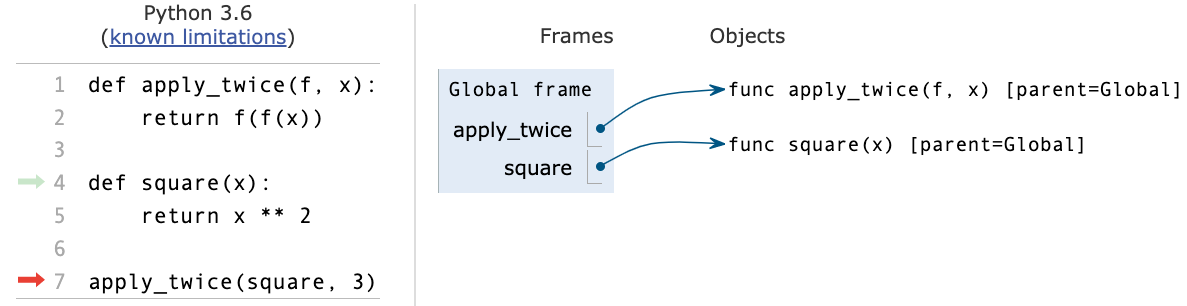 Python 3.6
(known limitations)
1 def apply_twice(f, x):
2     return f(f(x))
3
4 def square(x):
5     return x ** 2
6
7 apply_twice(square, 3)
Frames Objects
Global frame
apply_twice
square
func apply_twice(f, x) [parent=Global]
func square(x) [parent=Global]